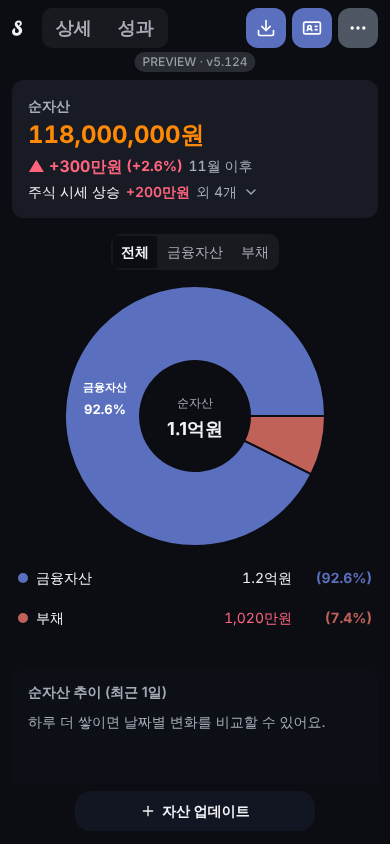 S
상세 성과
PREVIEW · v5.124
순자산
118,000,000원
▲ +300만원 (+2.6%) 11월 이후
주식 시세 상승 +200만원 외 4개
전체 금융자산 부채
금융자산
92.6%
순자산
1.1억원
금융자산 1.2억원 (92.6%)
부채 1,020만원 (7.4%)
순자산 추이 (최근 1일)
하루 더 쌓이면 날짜별 변화를 비교할 수 있어요.
+ 자산 업데이트